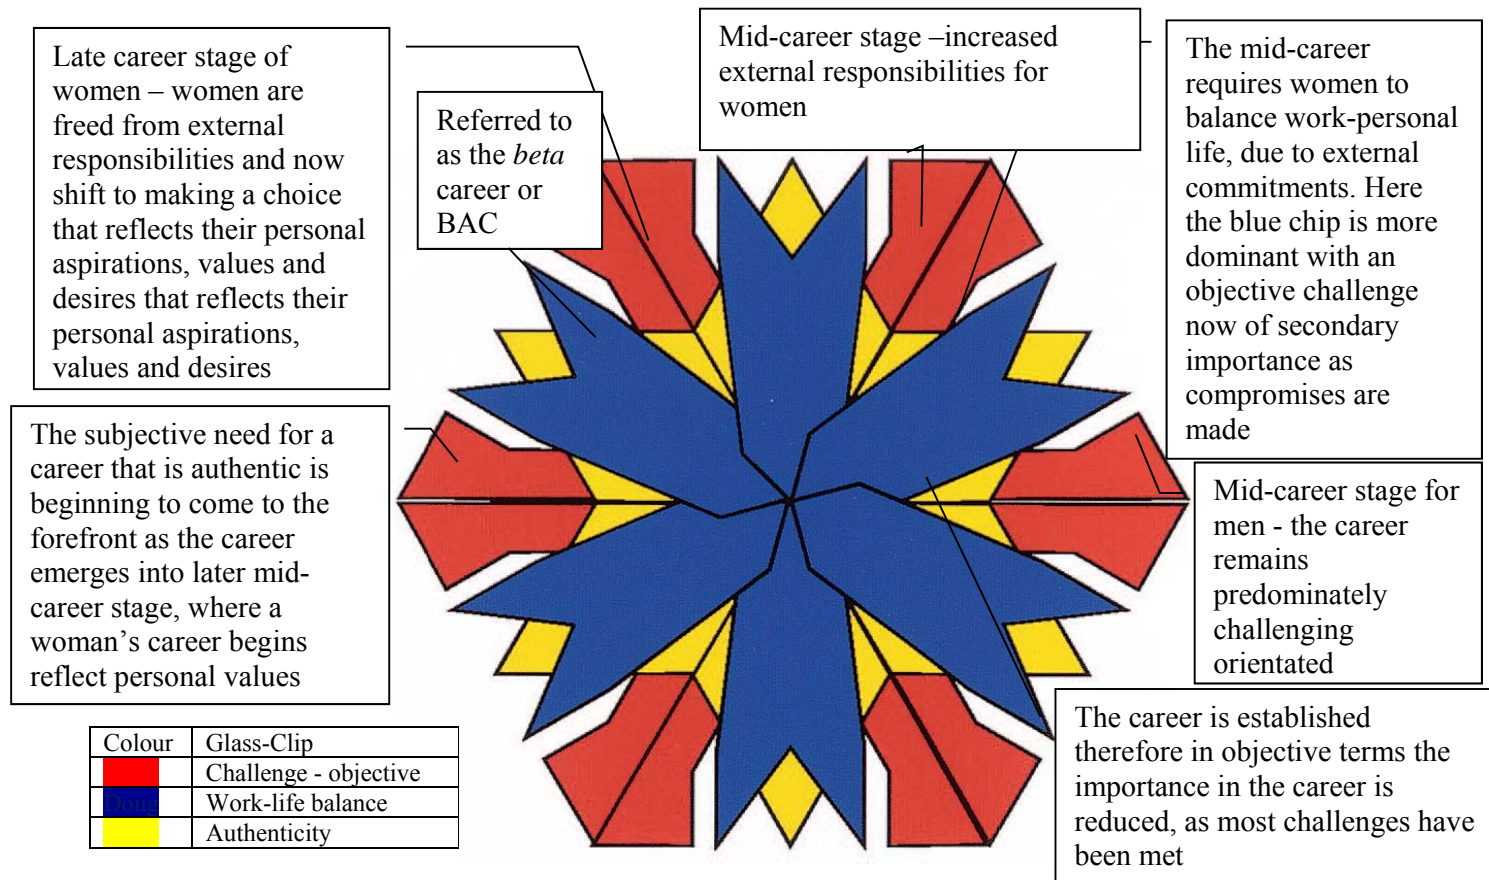 Late career stage of
women – women are
freed from external
responsibilities and now
shift to making a choice
that reflects their personal
aspirations, values and
desires that reflects their
personal aspirations,
values and desires
Referred to
as the beta
career or
BAC
Mid-career stage –increased
external responsibilities for
women
The mid-career
requires women to
balance work-personal
life, due to external
commitments. Here
the blue chip is more
dominant with an
objective challenge
now of secondary
importance as
compromises are
made
The subjective need for a
career that is authentic is
beginning to come to the
forefront as the career
emerges into later mid-
career stage, where a
woman’s career begins
reflect personal values
Mid-career stage for
men - the career
remains
predominately
challenging
orientated
The career is established
therefore in objective terms the
importance in the career is
reduced, as most challenges have
been met
Colour Glass-Clip
Challenge - objective
Doug Work-life balance
Authenticity